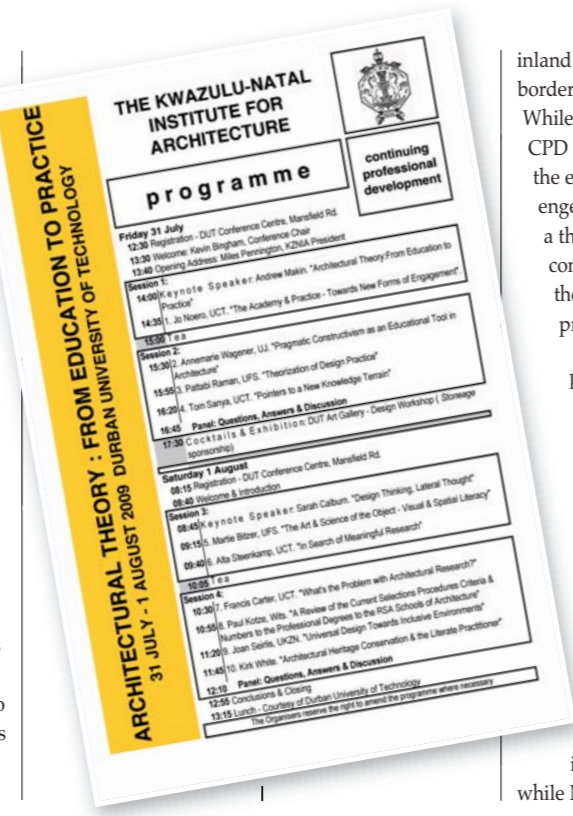 ARCHITECTURAL THEORY : FROM EDUCATION TO PRACTICE
31 JULY - 1 AUGUST 2009 DURBAN UNIVERSITY OF TECHNOLOGY
THE KWAZULU-NATAL
INSTITUTE FOR
ARCHITECTURE
programme
continuing
professional
development
Friday 31 July
12:30 Registration - DUT Conference Centre, Mansfield Rd.
13:30 Welcome: Kevin Bingham, Conference Chair
13:40 Opening Address: Miles Pennington, KZNIA President
Session 1:
14:00 Keynote Speaker: Andrew Makin. "Architectural Theory:From Education to
Practice"
14:35 1. Jo Noero, UCT. "The Academy & Practice - Towards New Forms of Engagement".
15:00 Tea
Session 2:
15:30 2. Annemarie Wagener, UJ. "Pragmatic Constructivism as an Educational Tool in
Architecture"
15:55 3. Pattabi Raman, UFS. "Theorization of Design Practice"
16:20 4. Tom Sanya, UCT. "Pointers to a New Knowledge Terrain"
16:45 Panel: Questions, Answers & Discussion
17:30 Cocktails & Exhibition: DUT Art Gallery - Design Workshop ( Stoneage
sponsorship)
Saturday 1 August
08:15 Registration - DUT Conference Centre, Mansfield Rd.
08:40 Welcome & Introduction
Session 3:
08:45 Keynote Speaker: Sarah Calburn. "Design Thinking, Lateral Thought"
09:15 5. Martie Bitzer, UFS. "The Art & Science of the Object - Visual & Spatial Literacy"
09:40 6. Alta Steenkamp, UCT. "In Search of Meaningful Research"
10:05 Tea
Session 4:
10:30 7. Francis Carter, UCT. "What's the Problem with Architectural Research?"
10:55 8. Paul Kotze, Wits. "A Review of the Current Selections Procedures Criteria &
Numbers to the Professional Degrees to the RSA Schools of Architecture"
11:20 9. Joan Seirlis, UKZN. "Universal Design Towards Inclusive Environments"
11:45 10. Kirk White. "Architectural Heritage Conservation & the Literate Practitioner"
12:10 Panel: Questions, Answers & Discussion
12:55 Conclusions & Closing
13:15 Lunch - Courtesy of Durban University of Technology
The Organisers reserve the right to amend the programme where necessary
inland
border
While
CPD
the e
enge
a th
con
the
pr
while